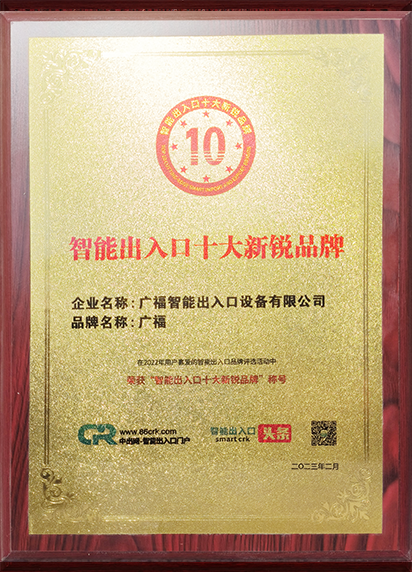 智能出入口十大新锐品牌
10
智能出入口十大新锐品牌
企业名称：广福智能出入口设备有限公司
品牌名称：广福
在2022年用户喜爱的智能出入口品牌评选活动中
荣获“智能出入口十大新锐品牌”称号
CR
www.86crk.com
中出网-智能出入口门户
智能出入口
smart crk
头条
二〇二三年二月